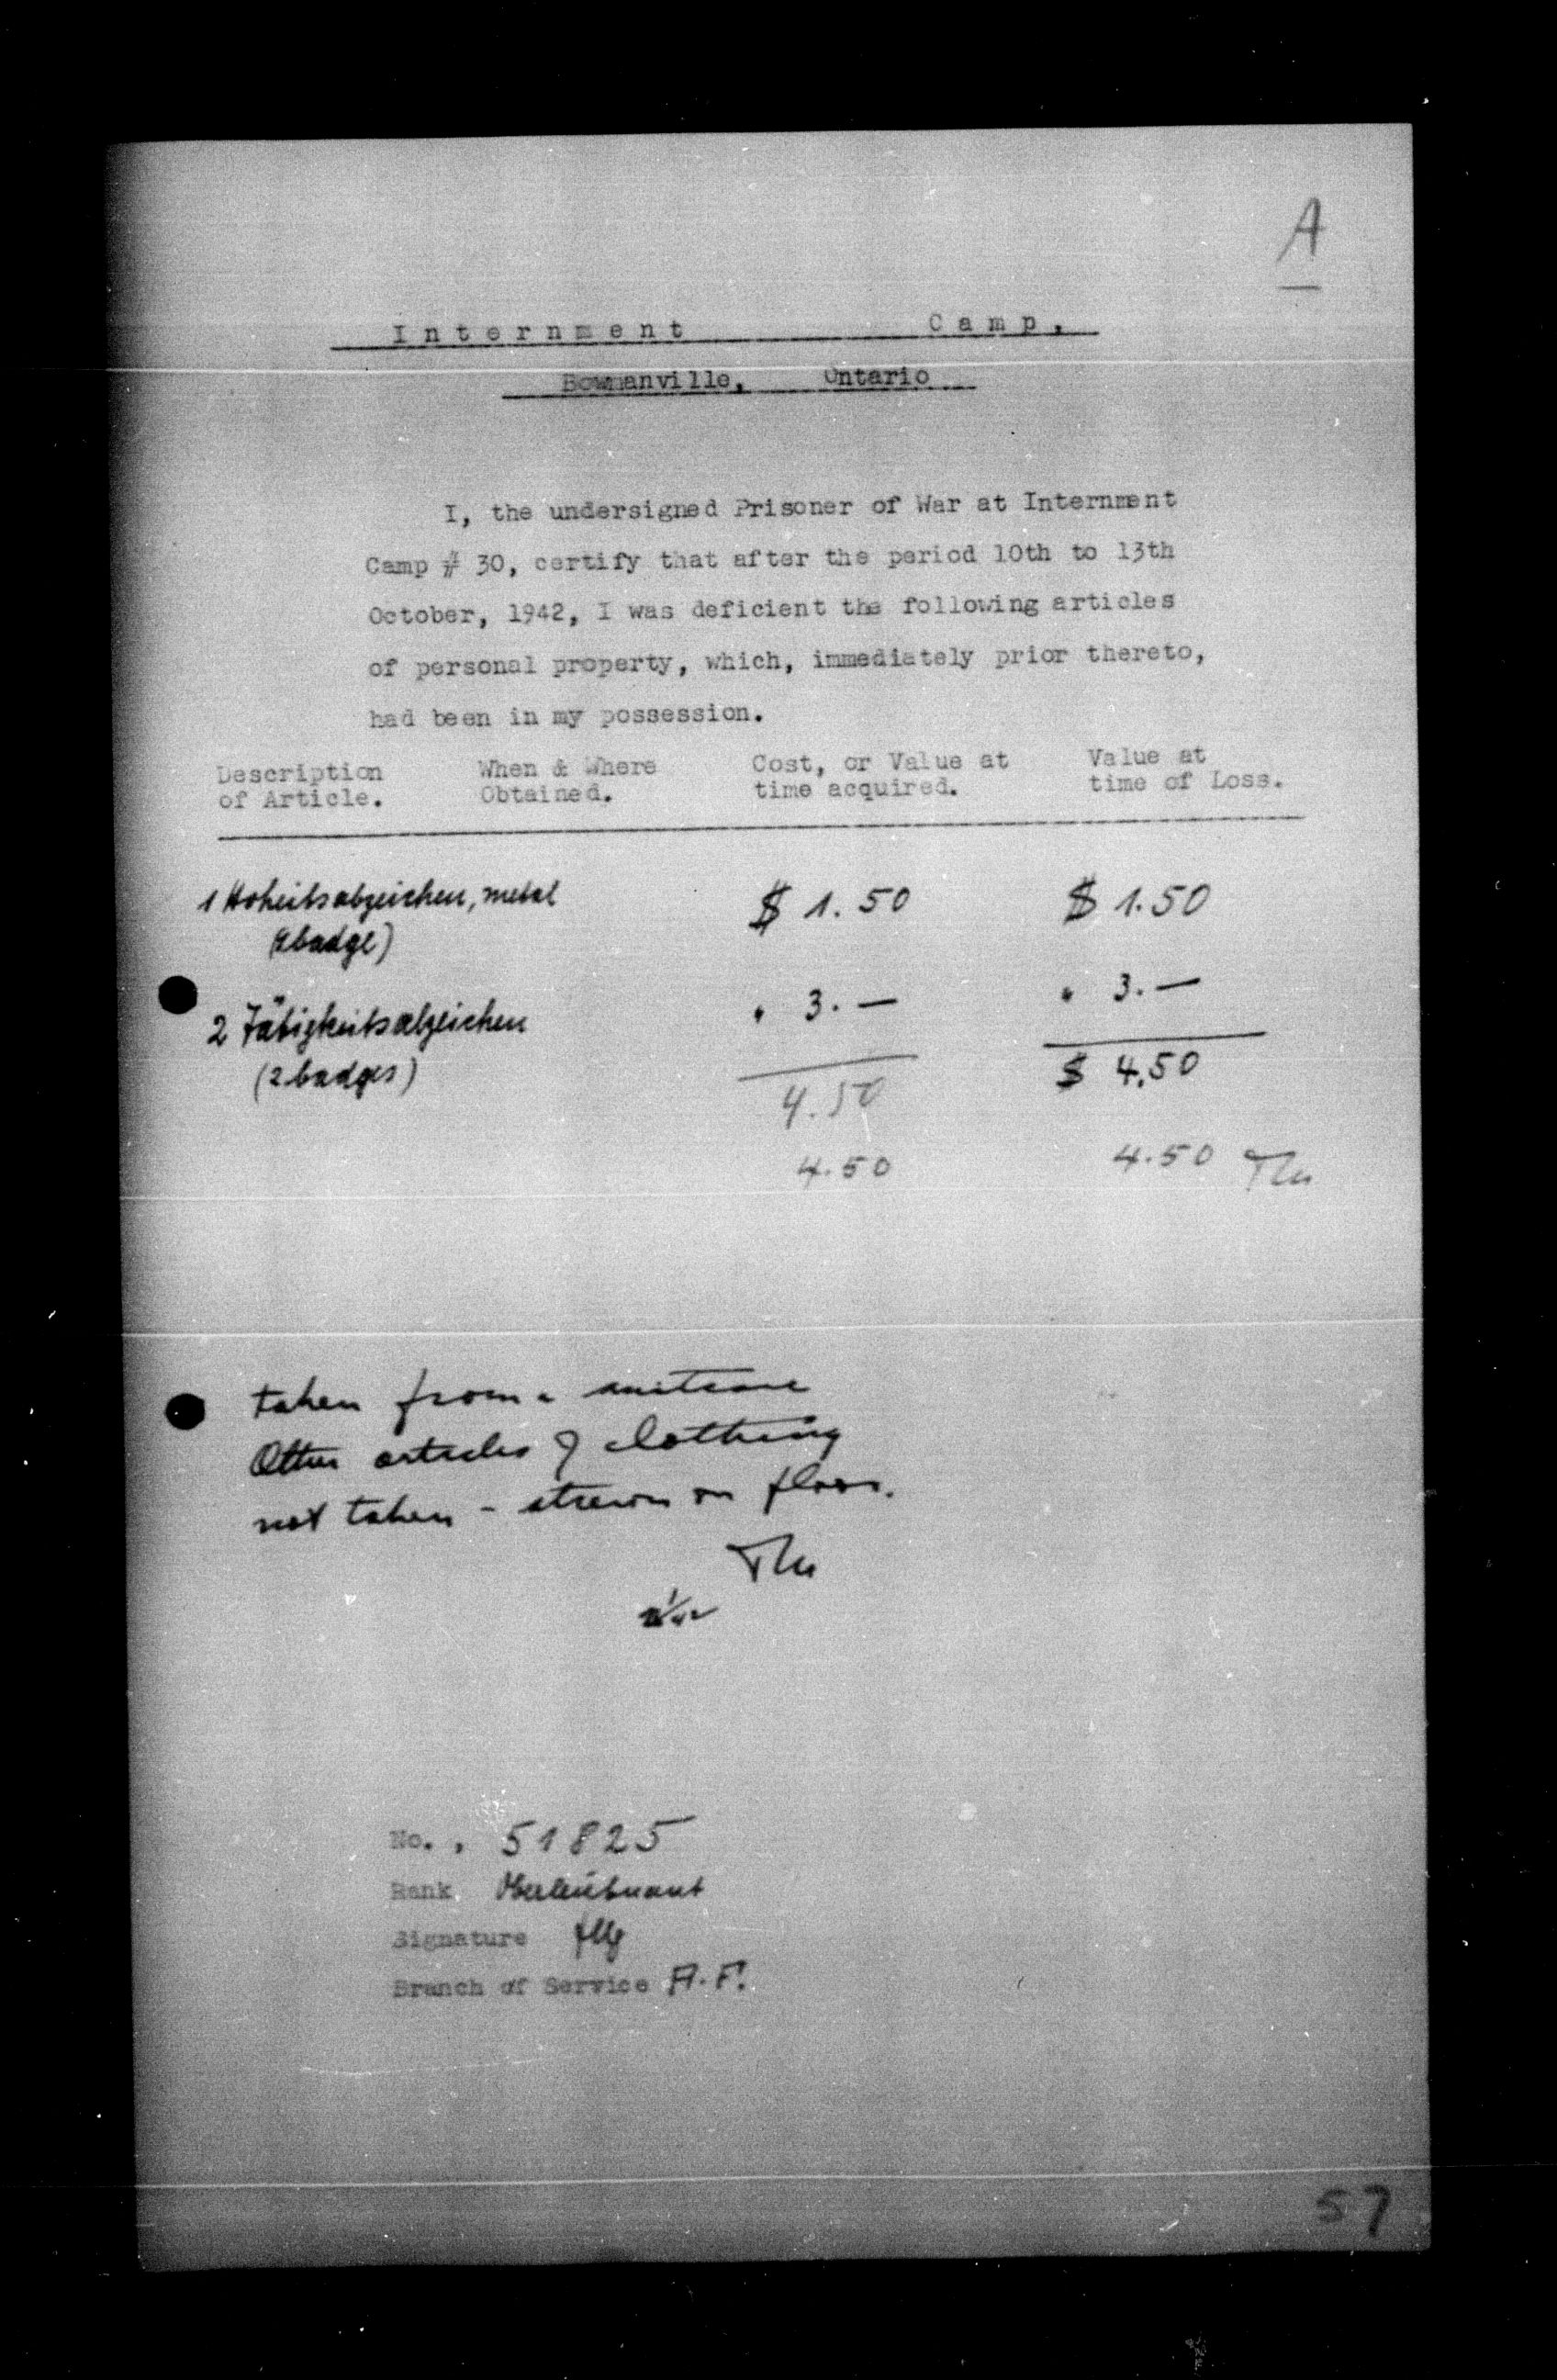 A
Internment Camp,
Bowmanville, Ontario
I, the undersigned Prisoner of War at Internment
Camp # 30, certify that after the period 10th to 13th
October, 1942, I was deficient the following articles
of personal property, which, immediately prior thereto,
had been in my possession.
Description of Article. When & Where Obtained. Cost, or Value at time acquired. Value at time of Loss.
1 Hoheitsabzeichen, metal $ 1.50 $ 1.50
(1 badge)
2 Tätigkeitsabzeichen " 3.— " 3.—
(2 badges) $ 4.50
4.50
4.50 4.50
taken from a suitcase
Other articles of clothing
not taken - strewn on floor.
No., 51825
Rank Oberleutnant
Signature
Branch of Service A.F.
57